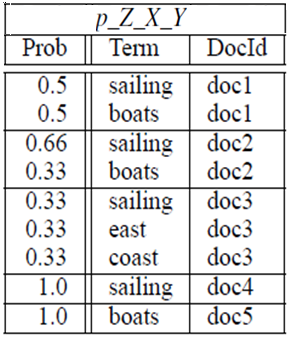 p_Z_X_Y
Prob Term DocId
0.5 sailing doc1
0.5 boats doc1
0.66 sailing doc2
0.33 boats doc2
0.33 sailing doc3
0.33 east doc3
0.33 coast doc3
1.0 sailing doc4
1.0 boats doc5